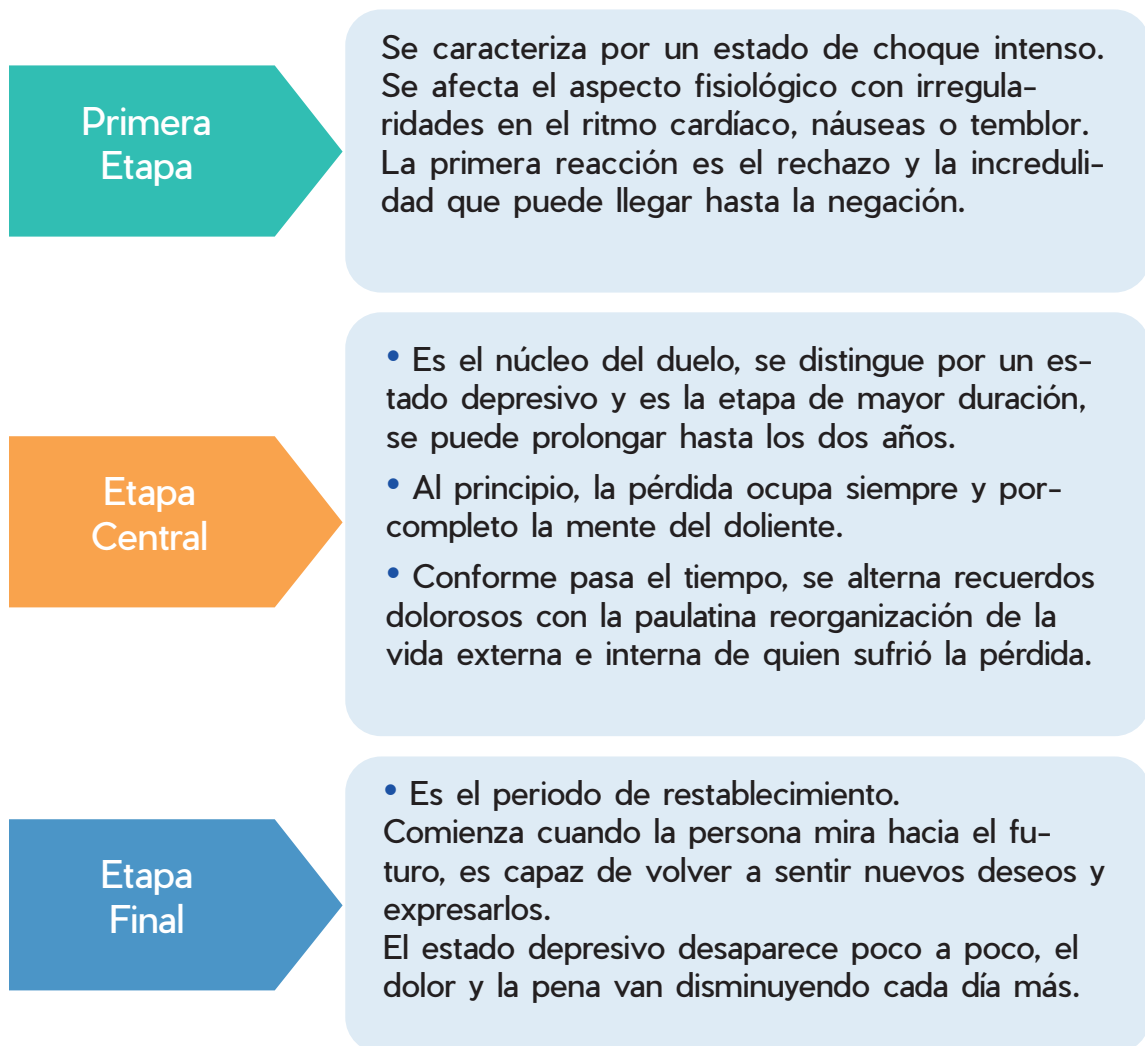 Primera
Etapa
Se caracteriza por un estado de choque intenso.
Se afecta el aspecto fisiológico con irregula-
ridades en el ritmo cardíaco, náuseas o temblor.
La primera reacción es el rechazo y la increduli-
dad que puede llegar hasta la negación.
Etapa
Central
• Es el núcleo del duelo, se distingue por un es-
tado depresivo y es la etapa de mayor duración,
se puede prolongar hasta los dos años.
• Al principio, la pérdida ocupa siempre y por-
completo la mente del doliente.
• Conforme pasa el tiempo, se alterna recuerdos
dolorosos con la paulatina reorganización de la
vida externa e interna de quien sufrió la pérdida.
Etapa
Final
• Es el periodo de restablecimiento.
Comienza cuando la persona mira hacia el fu-
turo, es capaz de volver a sentir nuevos deseos y
expresarlos.
El estado depresivo desaparece poco a poco, el
dolor y la pena van disminuyendo cada día más.